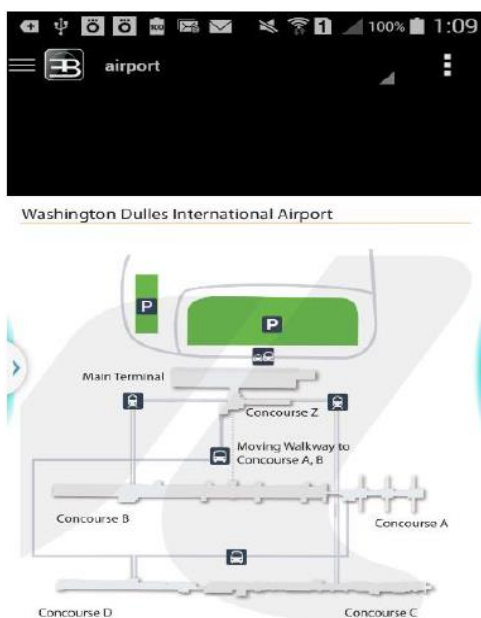 1 100% 1:09
airport
Washington Dulles International Airport
P
P
Main Terminal
Concourse Z
Moving Walkway to
Concourse A, B
Concourse B
Concourse A
Concourse D
Concourse C